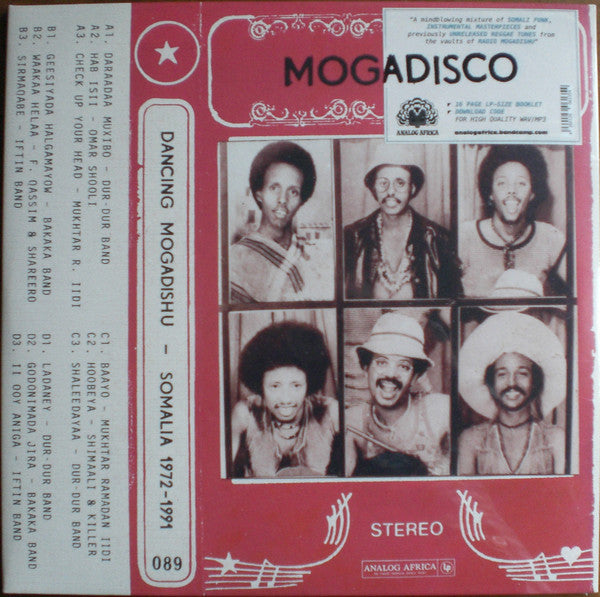 "A mindblowing mixture of SOMALI FUNK,
INSTRUMENTAL MASTERPIECES and
previously UNRELEASED REGGAE TUNES from
the vaults of RADIO MOGADISHU"
16 PAGE LP-SIZE BOOKLET
DOWNLOAD CODE
FOR HIGH QUALITY WAV/MP3
ANALOG AFRICA
analogafrica.bandcamp.com
MOGADISCO
A1. DARAADAA MUXIBO - DUR-DUR BAND
A2. HAB ISII - OMAR SHOOLI
A3. CHECK UP YOUR HEAD - MUKHTAR R. IIDI
B1. GEESIYADA HALGAMAYOW - BAKAKA BAND
B2. WAAKAA HELAA - F. QASSIM & SHAREERO
B3. SIRMAQABE - IFTIN BAND
C1. BAAYO - MUKHTAR RAMADAN IIDI
C2. HOOBEYA - SHIMAALI & KILLER
C3. SHALEEDAYAA - DUR-DUR BAND
D1. LADANEY - DUR-DUR BAND
D2. GODONIMADA JIRA - BAKAKA BAND
D3. II OOY ANIGA - IFTIN BAND
DANCING MOGADISHU - SOMALIA 1972-1991
089
STEREO
ANALOG AFRICA
Lp